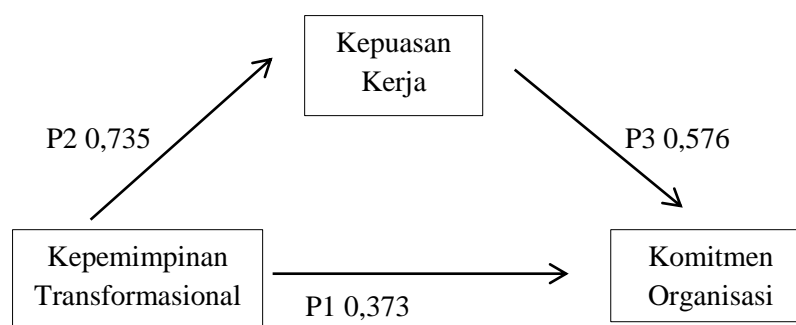 Kepuasan
Kerja
P2 0,735
P3 0,576
Kepemimpinan
Transformasional
P1 0,373
Komitmen
Organisasi